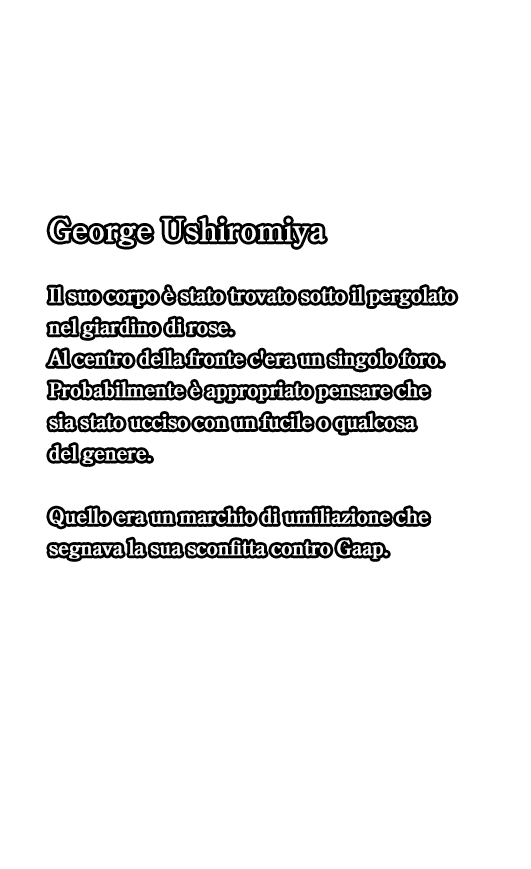 George Ushiromiya
Il suo corpo è stato trovato sotto il pergolato
nel giardino di rose.
Al centro della fronte c'era un singolo foro.
Probabilmente è appropriato pensare che
sia stato ucciso con un fucile o qualcosa
del genere.
Quello era un marchio di umiliazione che
segnava la sua sconfitta contro Gaap.